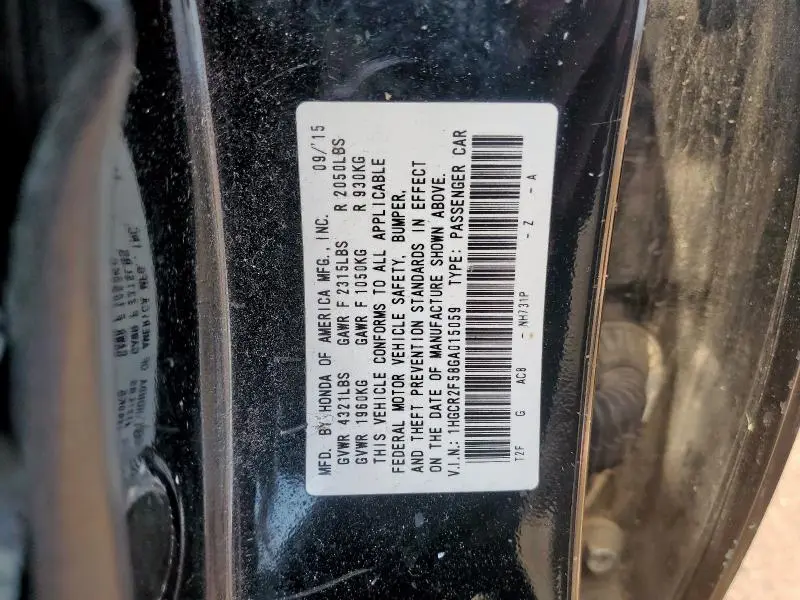 MFD. BY HONDA OF AMERICA MFG., INC. 09/'15
GVWR 4321LBS GAWR F 2315LBS R 2050LBS
GVWR 1960KG GAWR F 1050KG R 930KG
THIS VEHICLE CONFORMS TO ALL APPLICABLE
FEDERAL MOTOR VEHICLE SAFETY, BUMPER,
AND THEFT PREVENTION STANDARDS IN EFFECT
ON THE DATE OF MANUFACTURE SHOWN ABOVE.
V.I.N.: 1HGCR2F58GA015059 TYPE: PASSENGER CAR
T2F G AC8 - NH731P - Z - A